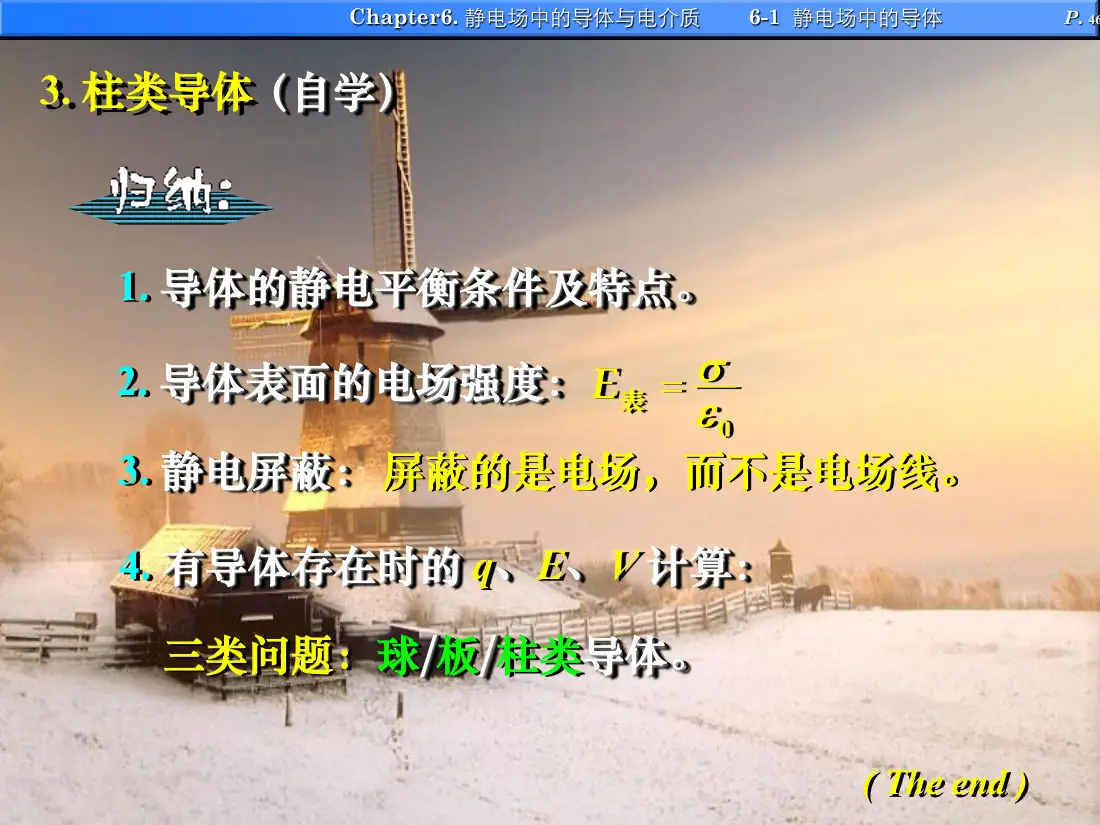 Chapter6. 静电场中的导体与电介质 6-1 静电场中的导体 P. 46
3. 柱类导体（自学）
归纳：
1. 导体的静电平衡条件及特点。
2. 导体表面的电场强度： E表 = σ/ε0
3. 静电屏蔽： 屏蔽的是电场，而不是电场线。
4. 有导体存在时的 q、E、V 计算：
三类问题：球/板/柱类导体。
( The end )